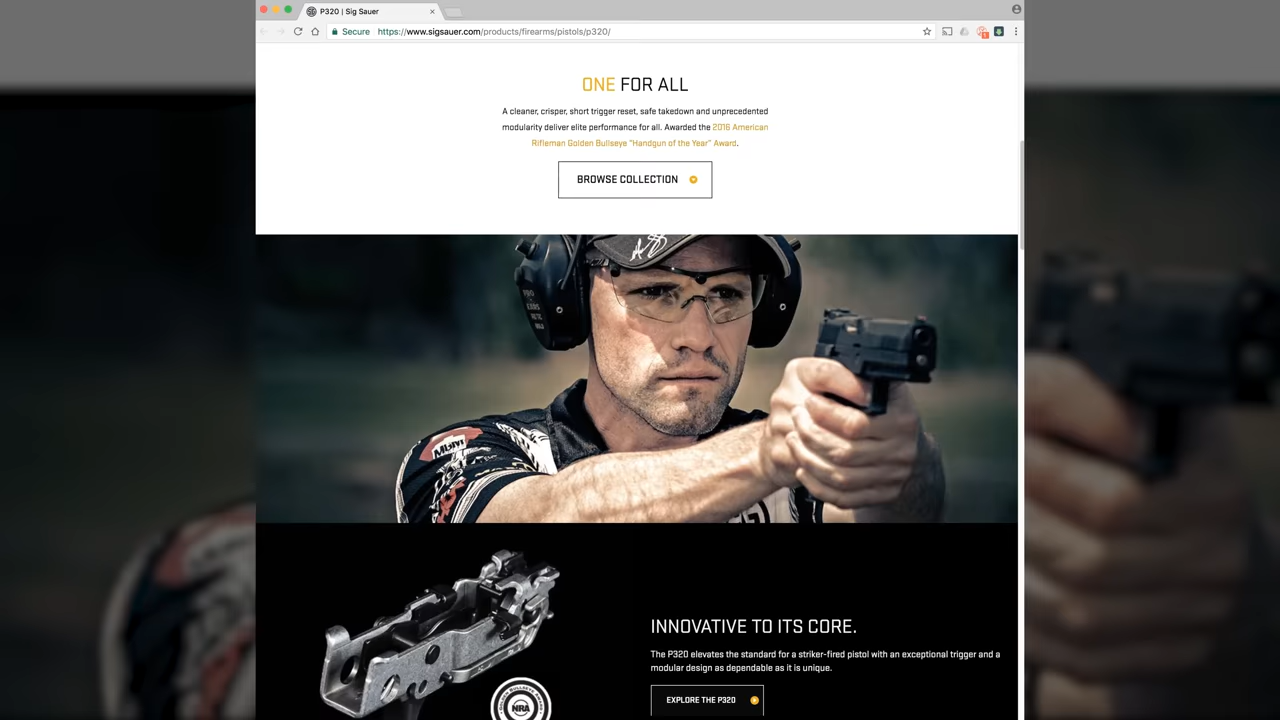 P320 | Sig Sauer
Secure https://www.sigsauer.com/products/firearms/pistols/p320/
ONE FOR ALL
A cleaner, crisper, short trigger reset, safe takedown and unprecedented
modularity deliver elite performance for all. Awarded the 2016 American
Rifleman Golden Bullseye "Handgun of the Year" Award.
BROWSE COLLECTION
INNOVATIVE TO ITS CORE.
The P320 elevates the standard for a striker-fired pistol with an exceptional trigger and a
modular design as dependable as it is unique.
EXPLORE THE P320
GOLDEN BULLSEYE AWARD
NRA